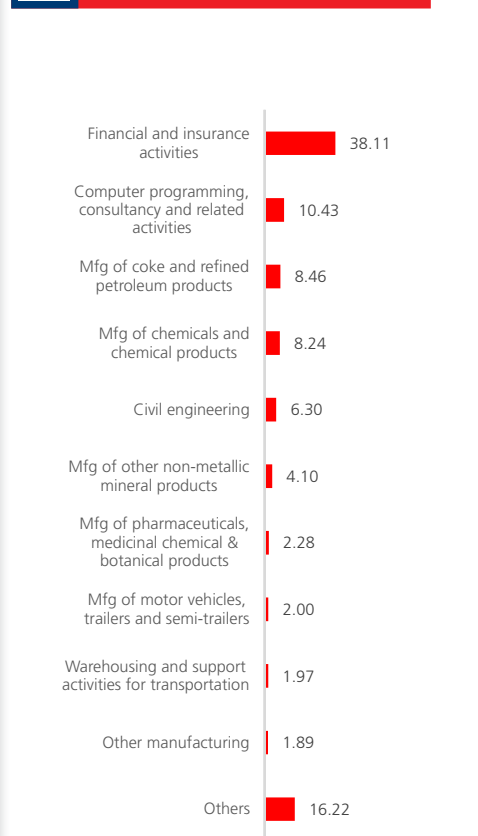 Financial and insurance
activities
38.11
Computer programming,
consultancy and related
activities
10.43
Mfg of coke and refined
petroleum products
8.46
Mfg of chemicals and
chemical products
8.24
Civil engineering
6.30
Mfg of other non-metallic
mineral products
4.10
Mfg of pharmaceuticals,
medicinal chemical &
botanical products
2.28
Mfg of motor vehicles,
trailers and semi-trailers
2.00
Warehousing and support
activities for transportation
1.97
Other manufacturing
1.89
Others
16.22